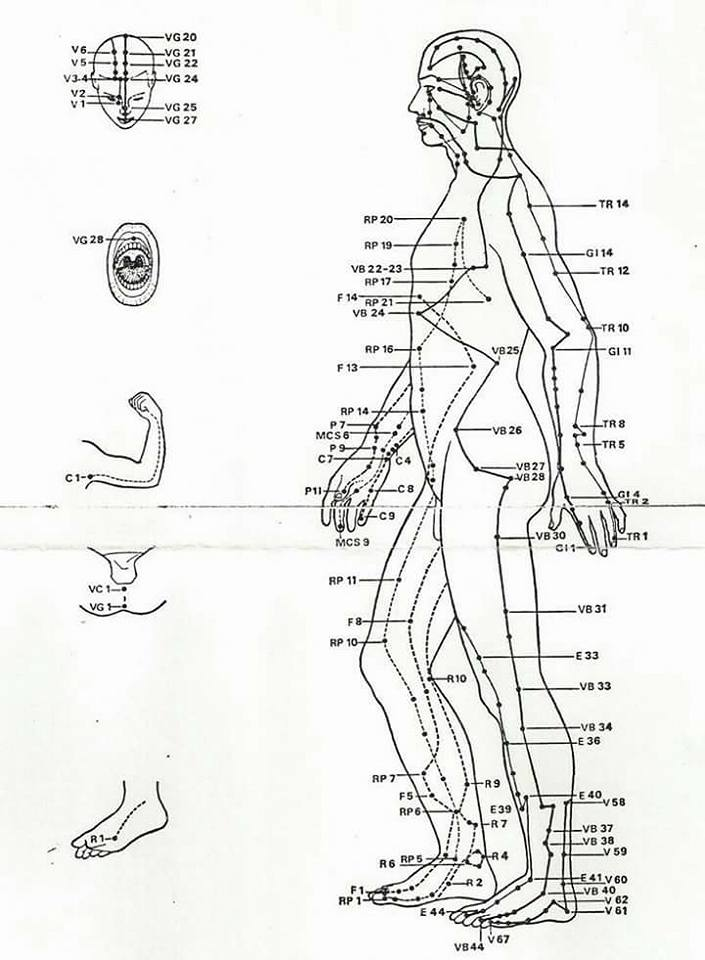 VG 20
V 6
VG 21
V 5
VG 22
V 3-4
VG 24
V 2
V 1
VG 25
VG 27
VG 28
C 1
VC 1
VG 1
R 1
RP 20
RP 19
VB 22-23
RP 17
F 14
RP 21
VB 24
RP 16
F 13
VB 25
RP 14
P 7
MCS 6
VB 26
P 9
C 7
C 4
VB 27
VB 28
P 11
C 8
C 9
MCS 9
VB 30
TR 14
GI 14
TR 12
TR 10
GI 11
TR 8
TR 5
GI 4
TR 2
TR 1
GI 1
RP 11
F 8
RP 10
R 10
VB 31
E 33
VB 33
VB 34
E 36
RP 7
F 5
R 9
RP 6
E 39
E 40
V 58
R 7
VB 37
VB 38
V 59
R 6
RP 5
R 4
R 2
E 41
V 60
VB 40
V 62
V 61
F 1
RP 1
E 44
VB 44
V 67